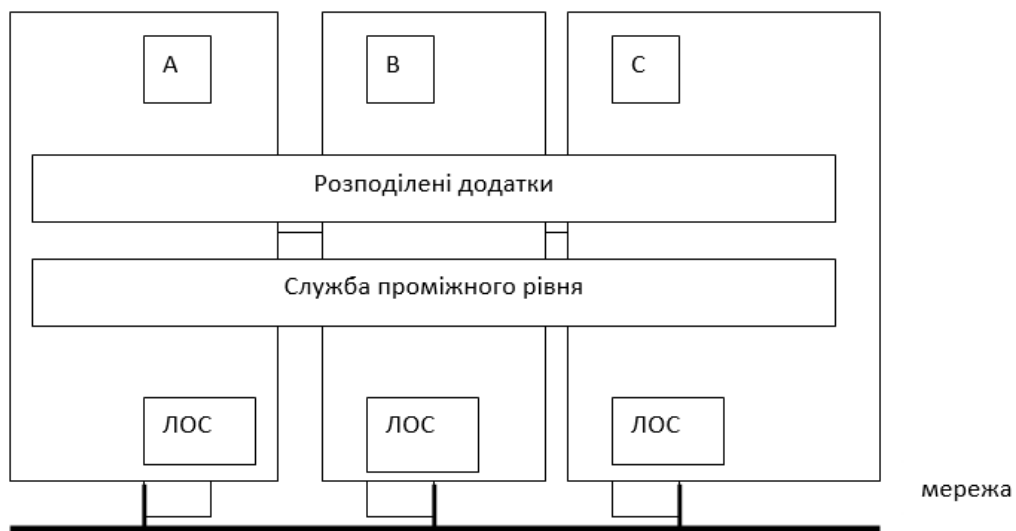 A
B
C
Розподілені додатки
Служба проміжного рівня
ЛОС
ЛОС
ЛОС
мережа